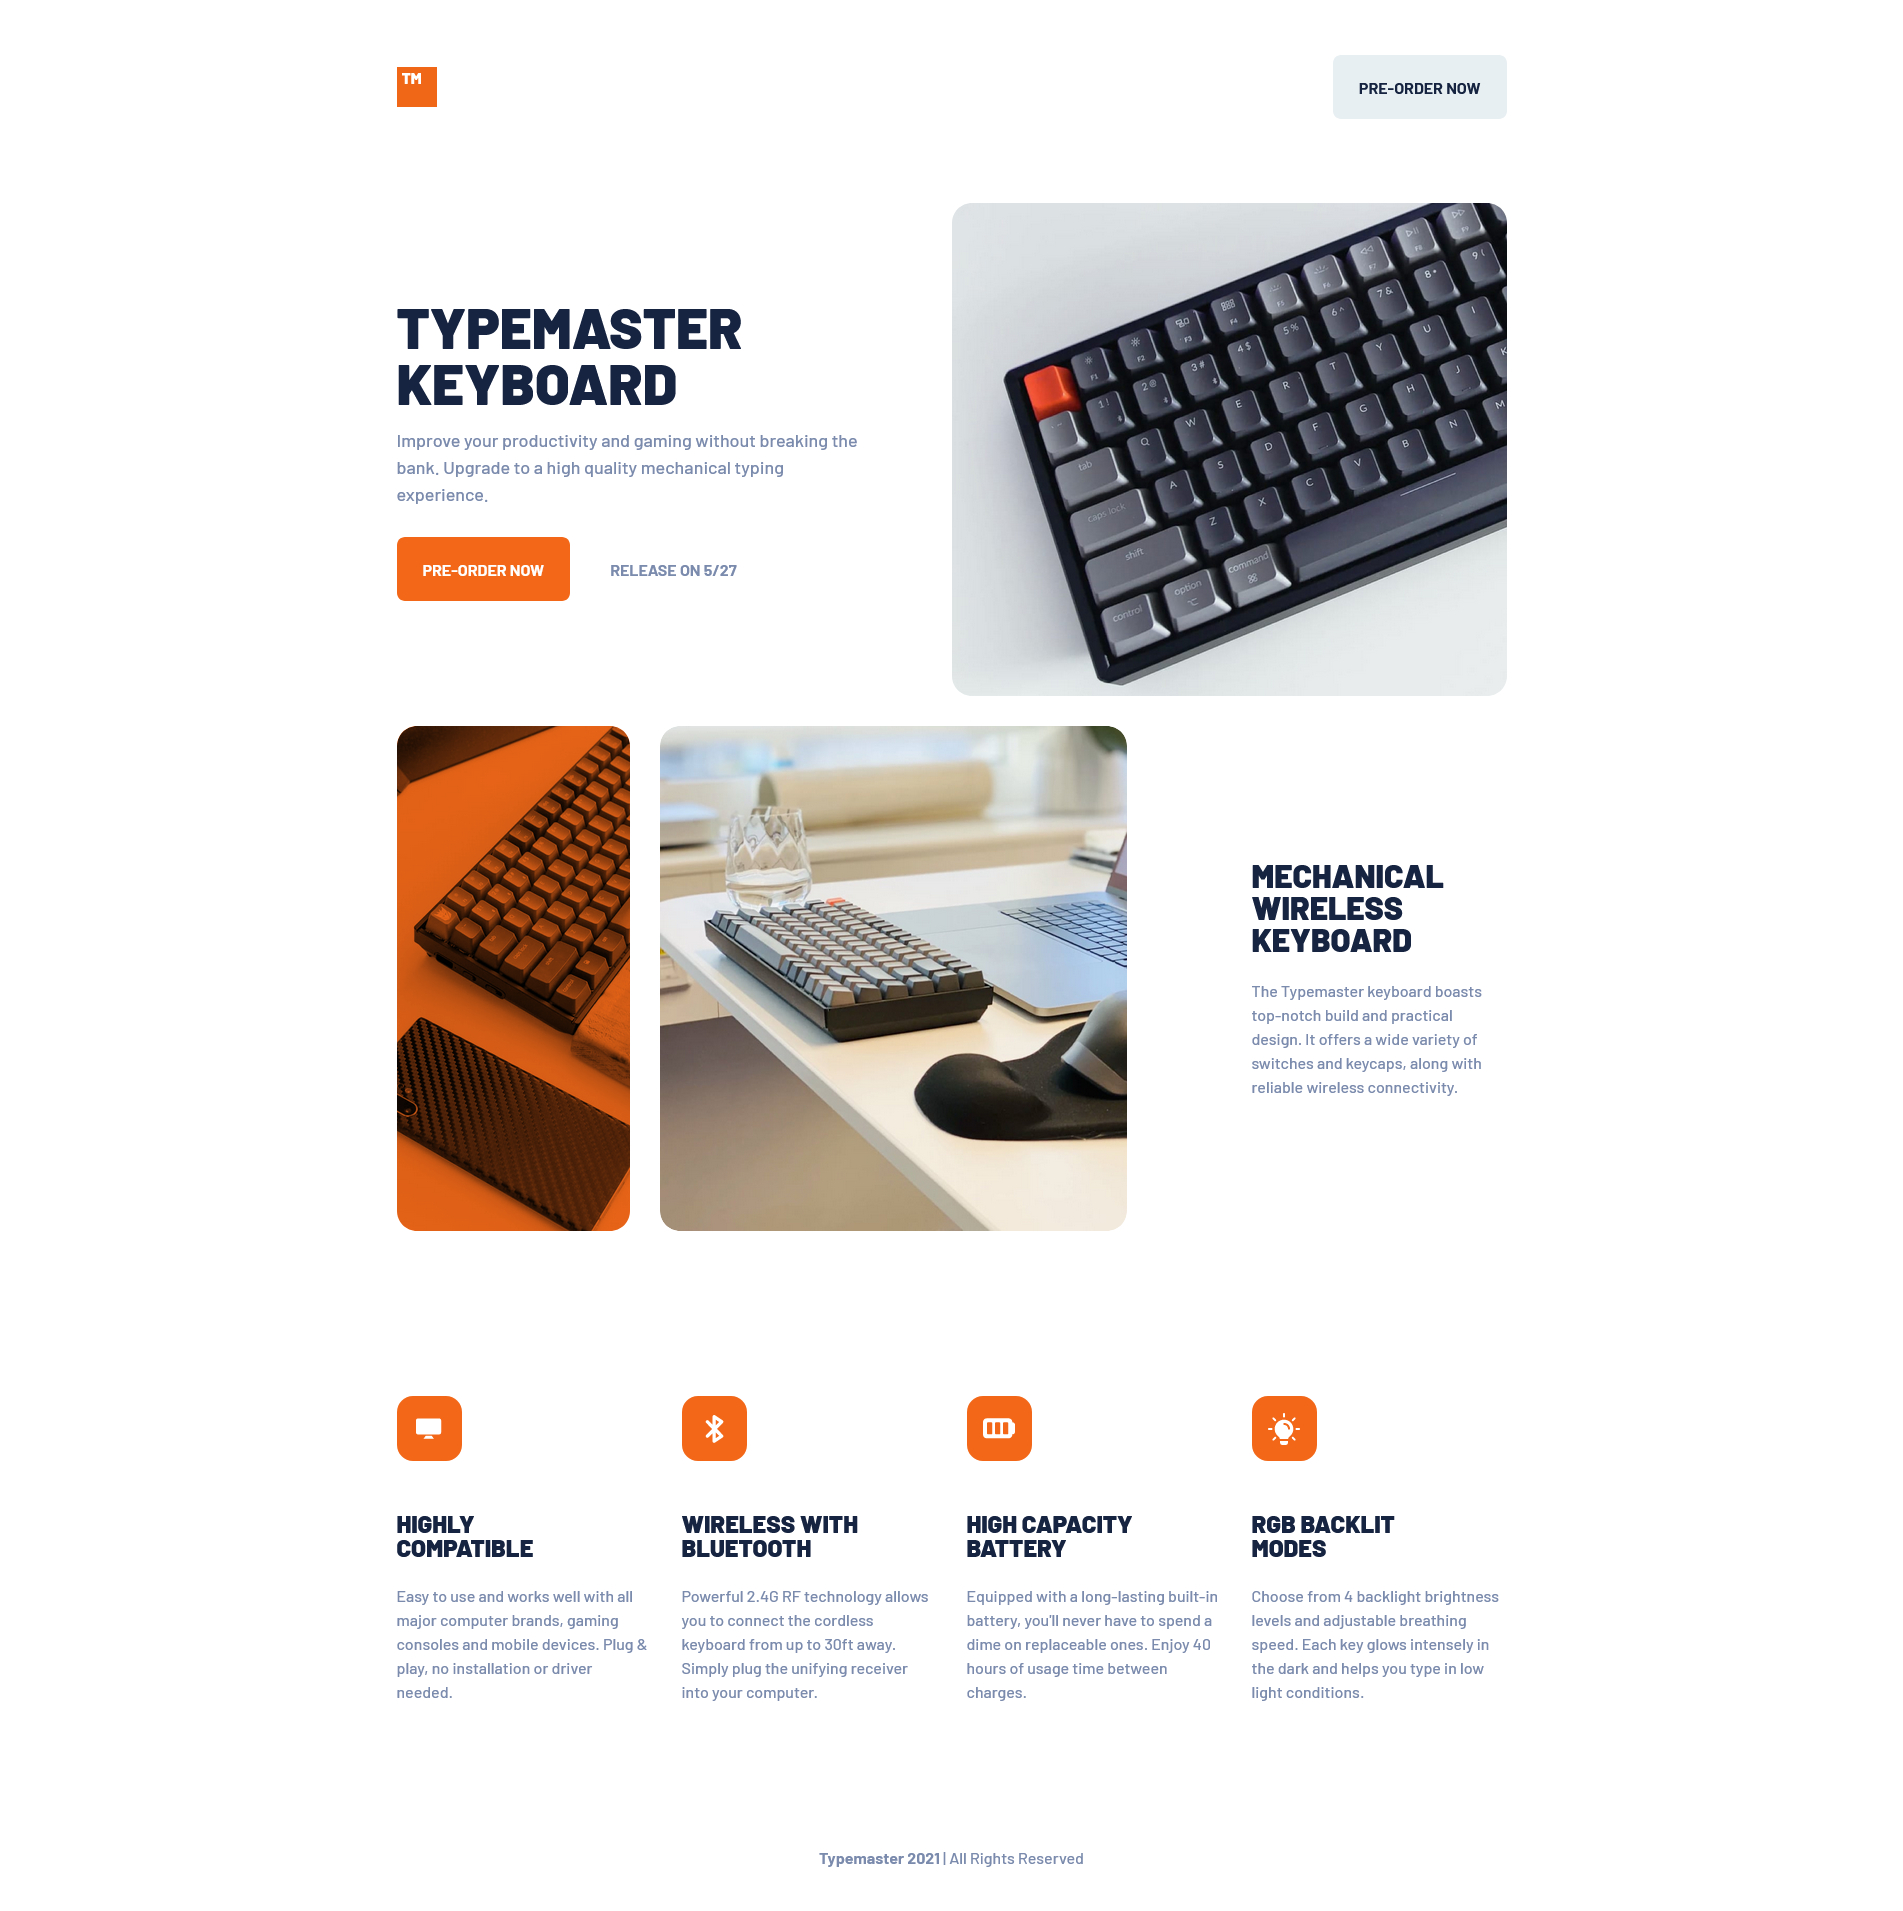 TM
PRE-ORDER NOW
TYPEMASTER
KEYBOARD
Improve your productivity and gaming without breaking the
bank. Upgrade to a high quality mechanical typing
experience.
PRE-ORDER NOW
RELEASE ON 5/27
tab
caps lock
shift
control
option
command
MECHANICAL
WIRELESS
KEYBOARD
The Typemaster keyboard boasts
top-notch build and practical
design. It offers a wide variety of
switches and keycaps, along with
reliable wireless connectivity.
HIGHLY
COMPATIBLE
Easy to use and works well with all
major computer brands, gaming
consoles and mobile devices. Plug &
play, no installation or driver
needed.
WIRELESS WITH
BLUETOOTH
Powerful 2.4G RF technology allows
you to connect the cordless
keyboard from up to 30ft away.
Simply plug the unifying receiver
into your computer.
HIGH CAPACITY
BATTERY
Equipped with a long-lasting built-in
battery, you'll never have to spend a
dime on replaceable ones. Enjoy 40
hours of usage time between
charges.
RGB BACKLIT
MODES
Choose from 4 backlight brightness
levels and adjustable breathing
speed. Each key glows intensely in
the dark and helps you type in low
light conditions.
Typemaster 2021 | All Rights Reserved